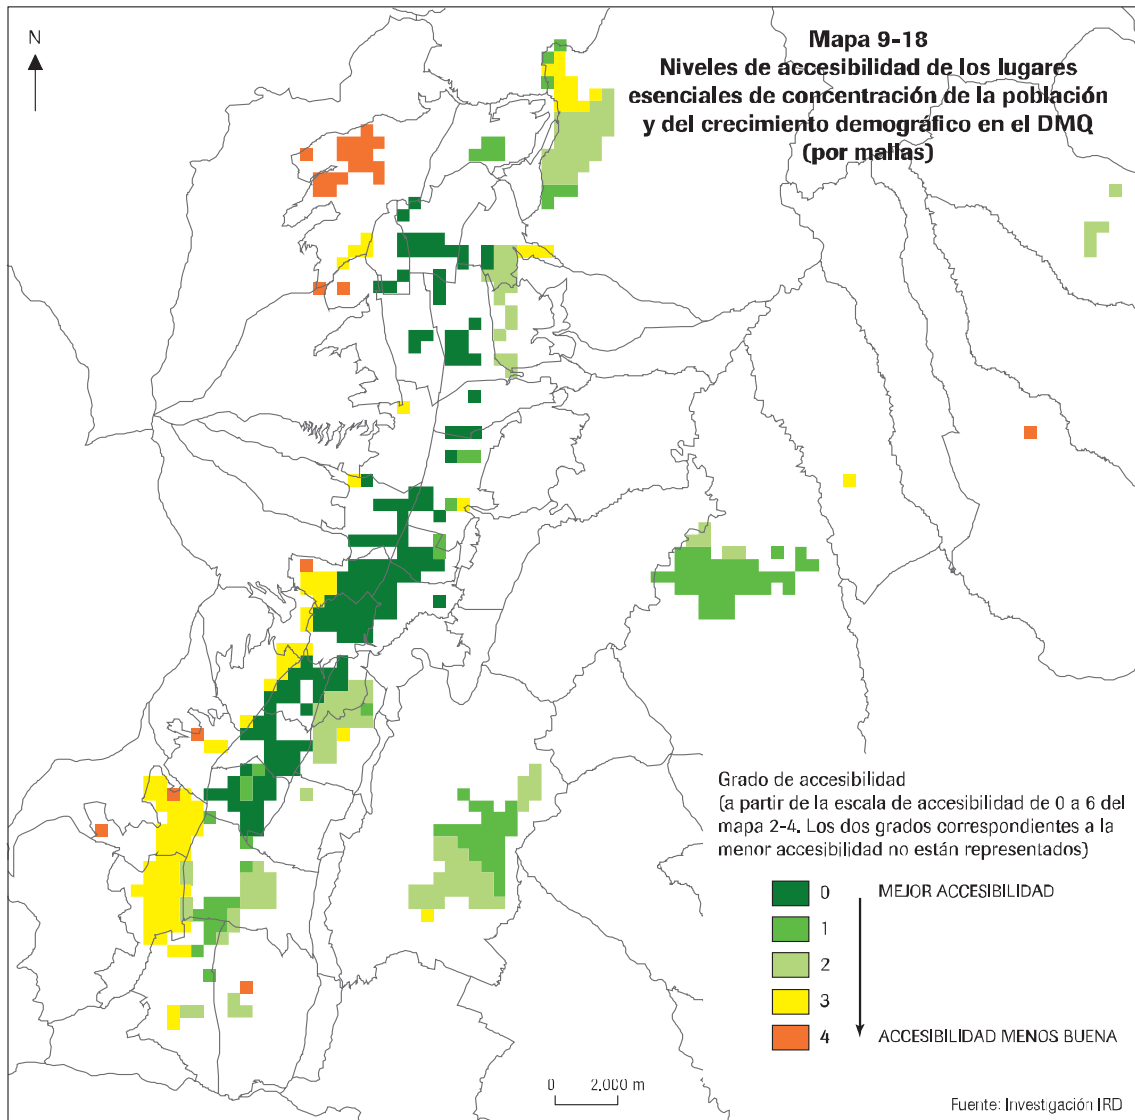 N
Mapa 9-18
Niveles de accesibilidad de los lugares
esenciales de concentración de la población
y del crecimiento demográfico en el DMQ
(por mallas)
Grado de accesibilidad
(a partir de la escala de accesibilidad de 0 a 6 del
mapa 2-4. Los dos grados correspondientes a la
menor accesibilidad no están representados)
0 MEJOR ACCESIBILIDAD
1
2
3
4 ACCESIBILIDAD MENOS BUENA
0 2.000 m
Fuente: Investigación IRD